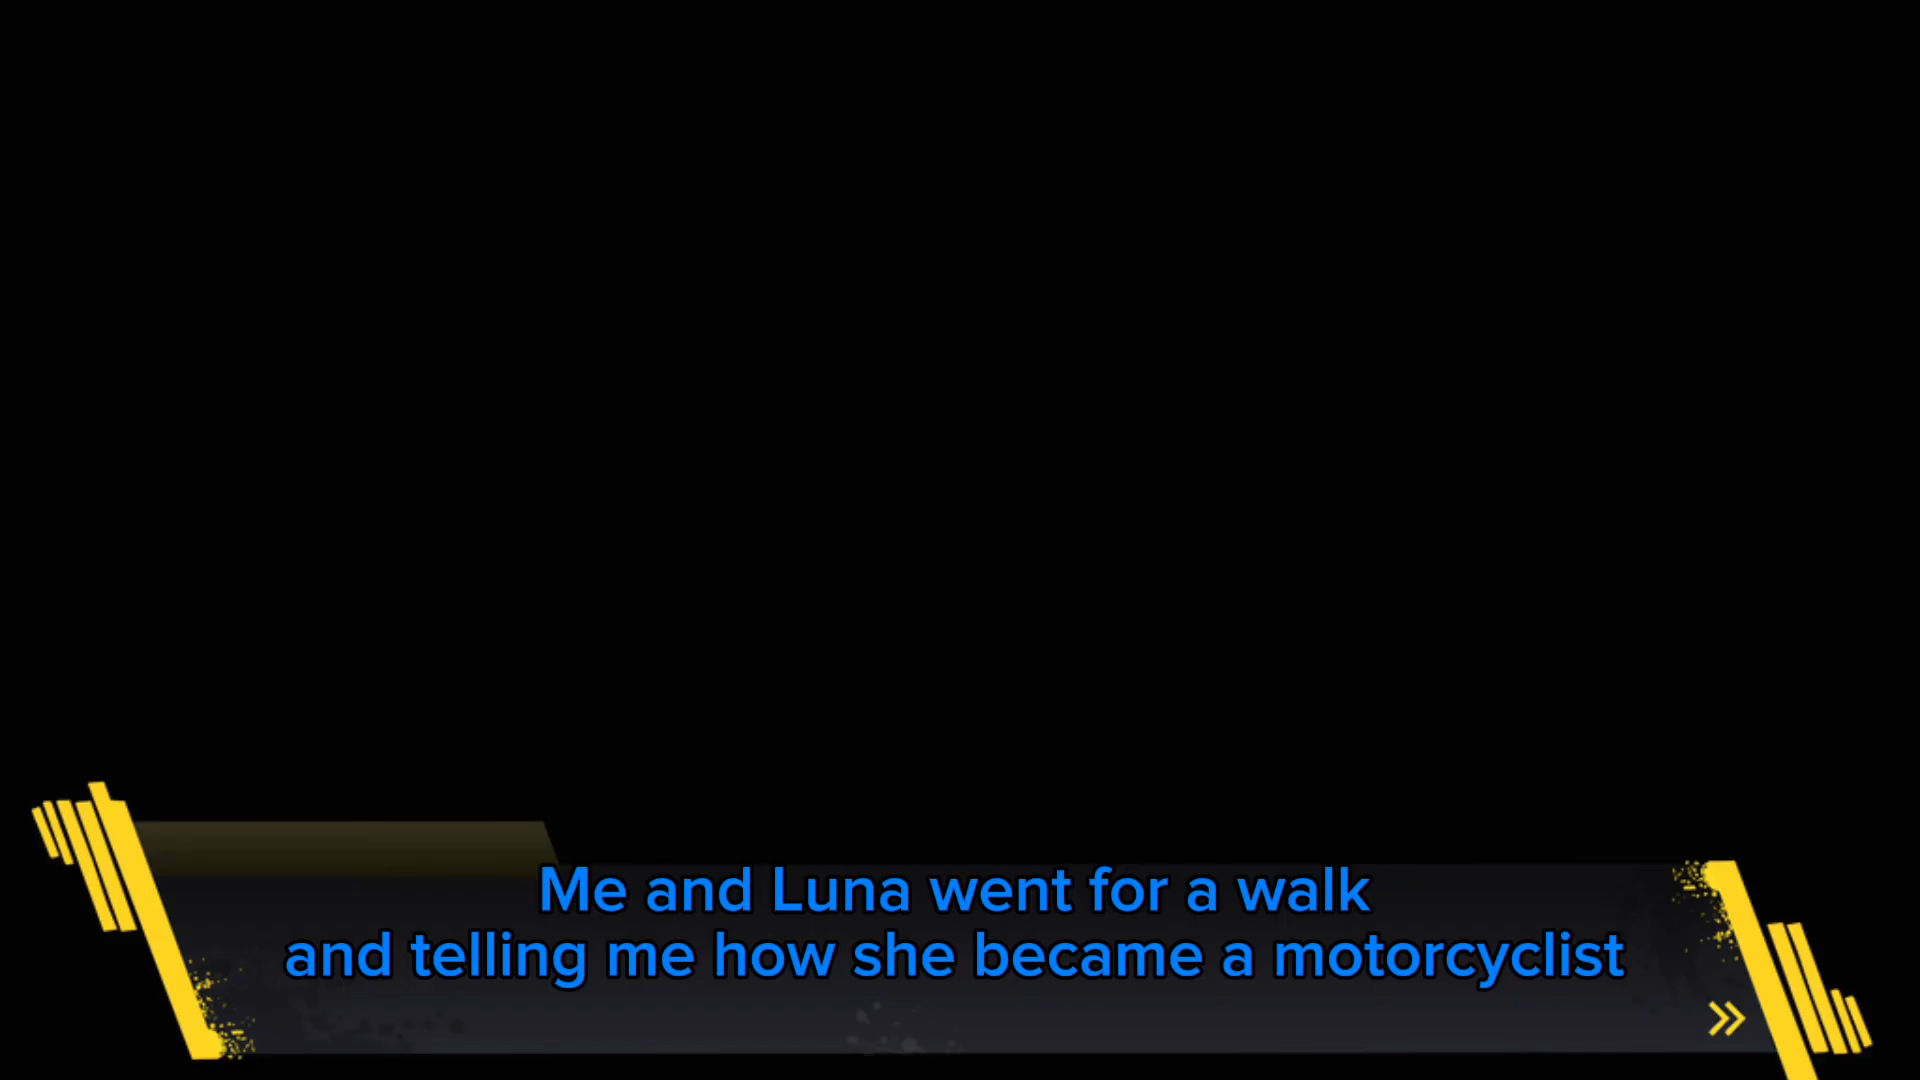 Me and Luna went for a walk
and telling me how she became a motorcyclist